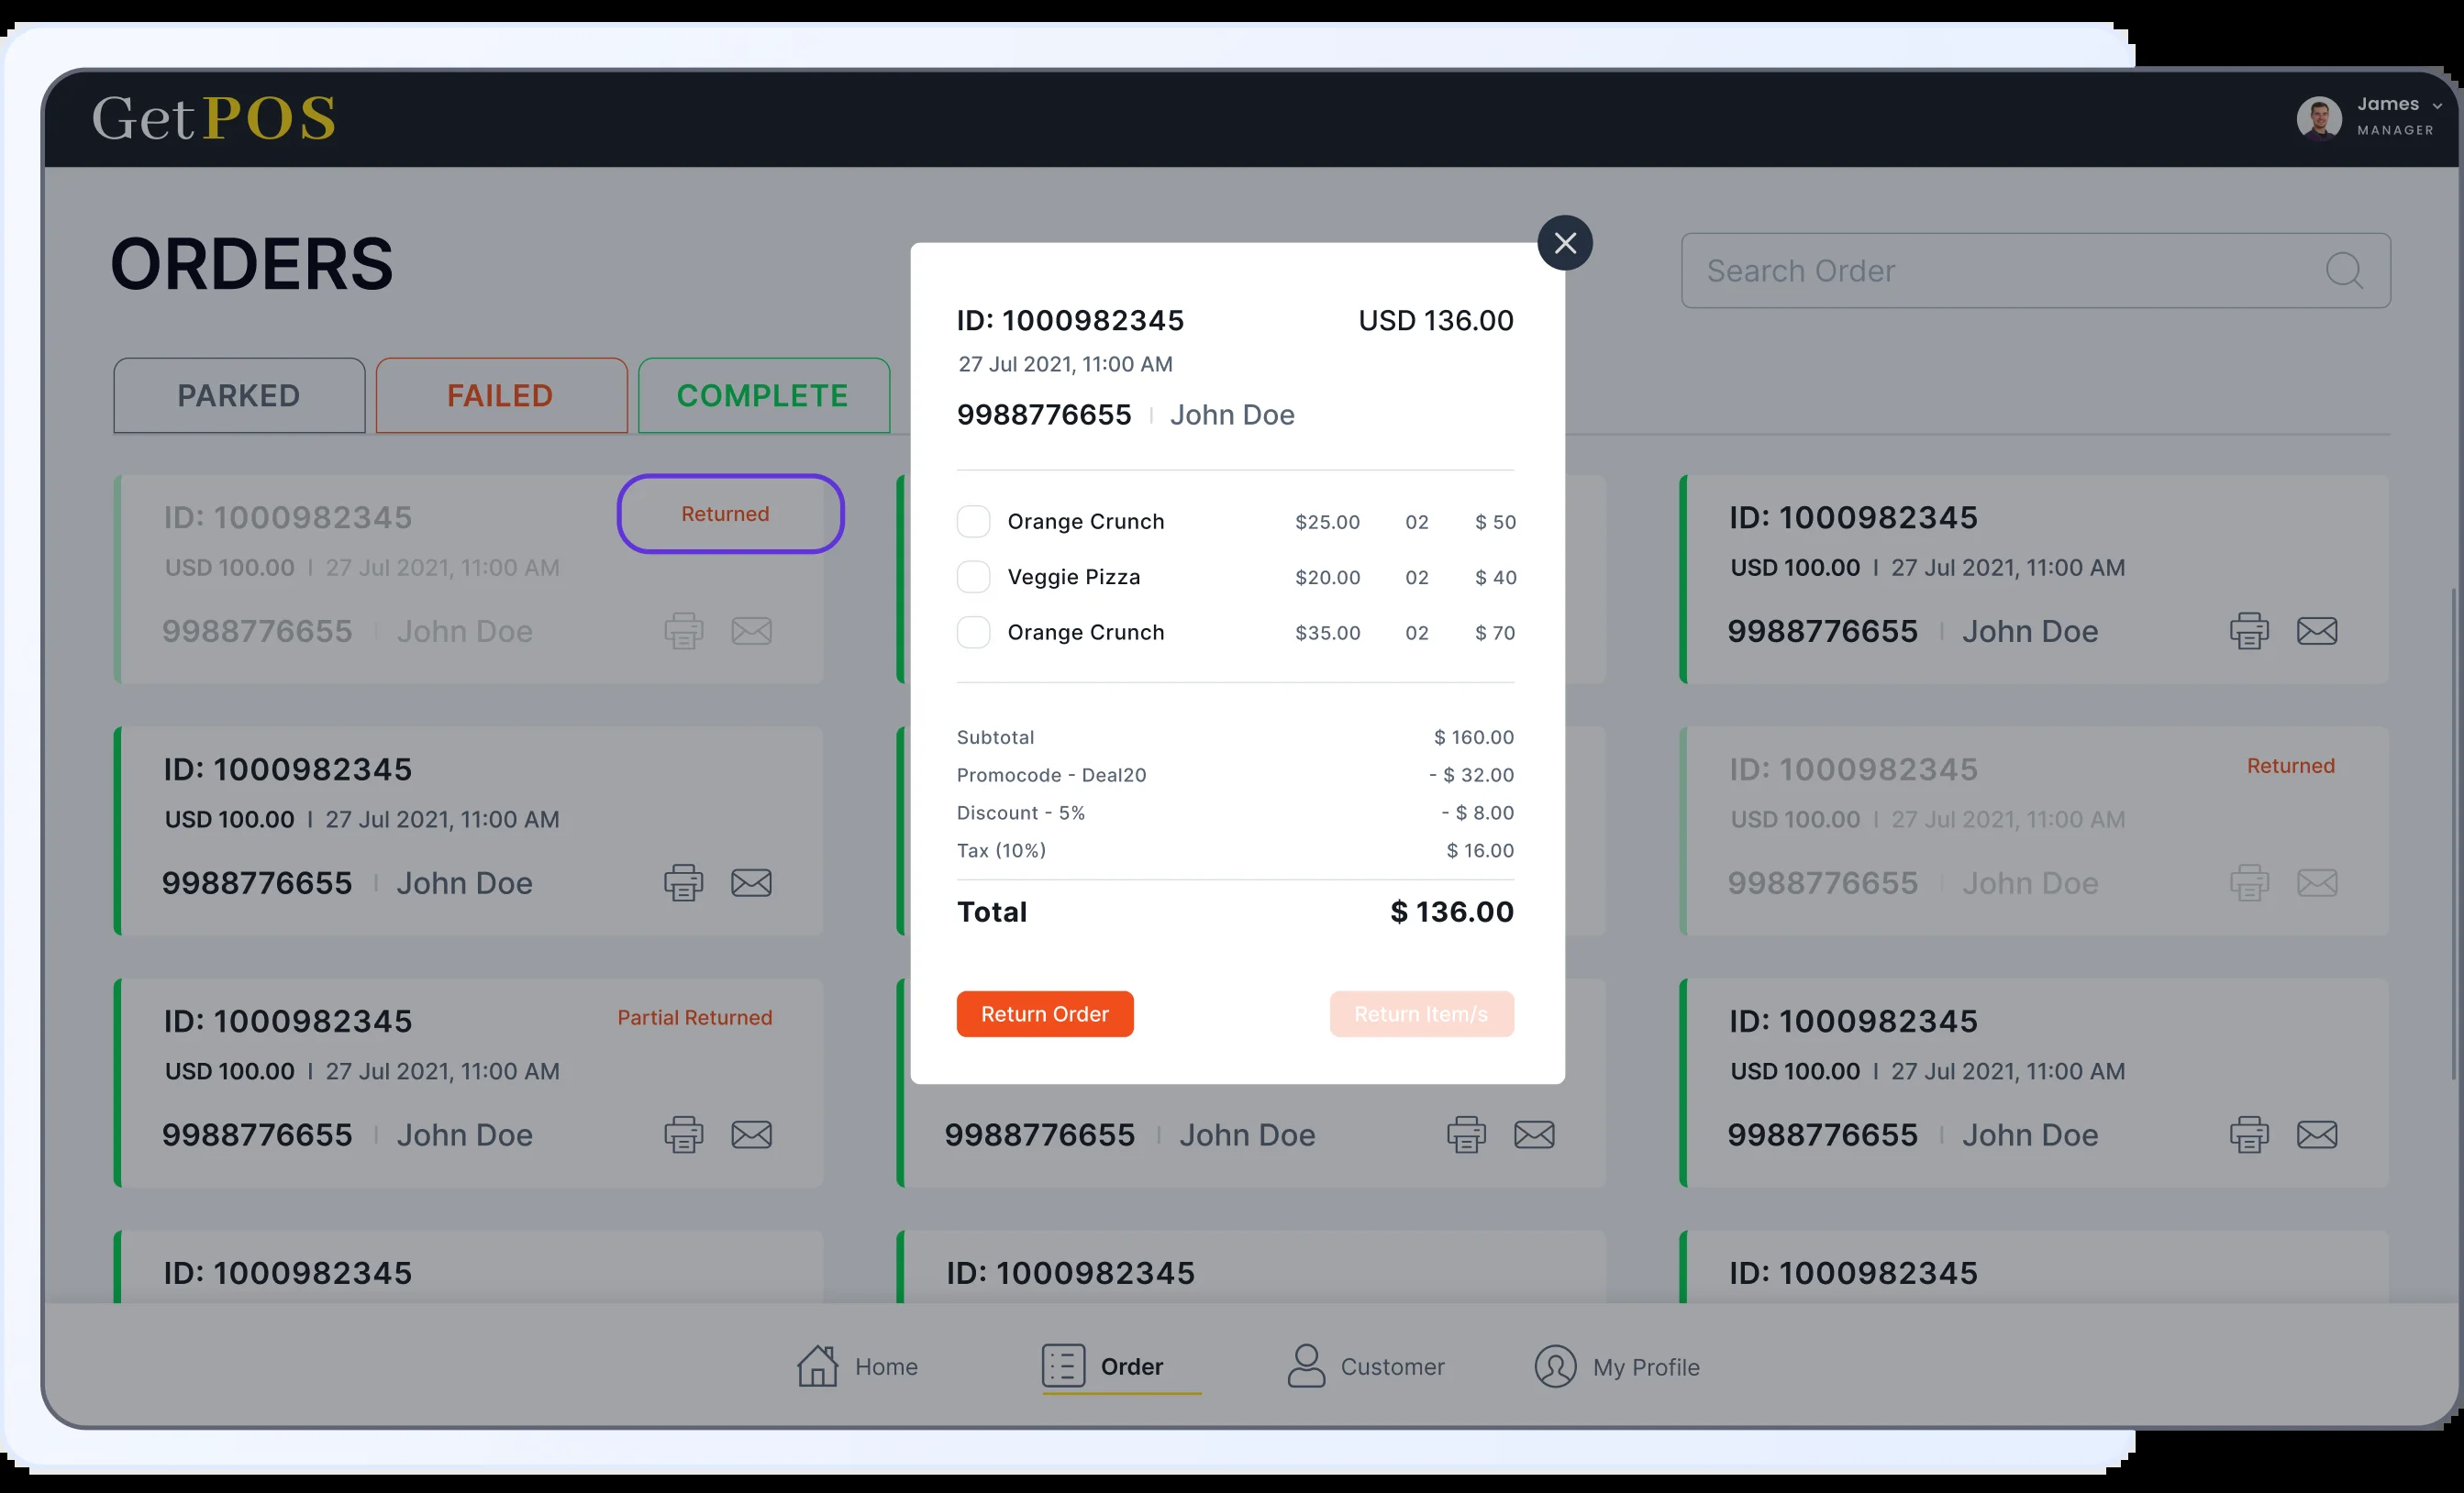 GetPOS
James
MANAGER
ORDERS
Search Order
PARKED
FAILED
COMPLETE
ID: 1000982345
Returned
USD 100.00 | 27 Jul 2021, 11:00 AM
9988776655 | John Doe
ID: 1000982345
USD 100.00 | 27 Jul 2021, 11:00 AM
9988776655 | John Doe
ID: 1000982345
USD 100.00 | 27 Jul 2021, 11:00 AM
9988776655 | John Doe
ID: 1000982345
Returned
USD 100.00 | 27 Jul 2021, 11:00 AM
9988776655 | John Doe
ID: 1000982345
Partial Returned
USD 100.00 | 27 Jul 2021, 11:00 AM
9988776655 | John Doe
9988776655 | John Doe
ID: 1000982345
USD 100.00 | 27 Jul 2021, 11:00 AM
9988776655 | John Doe
ID: 1000982345
ID: 1000982345
ID: 1000982345
ID: 1000982345 USD 136.00
27 Jul 2021, 11:00 AM
9988776655 | John Doe
Orange Crunch $25.00 02 $ 50
Veggie Pizza $20.00 02 $ 40
Orange Crunch $35.00 02 $ 70
Subtotal $ 160.00
Promocode - Deal20 - $ 32.00
Discount - 5% - $ 8.00
Tax (10%) $ 16.00
Total $ 136.00
Return Order
Return Item/s
Home
Order
Customer
My Profile